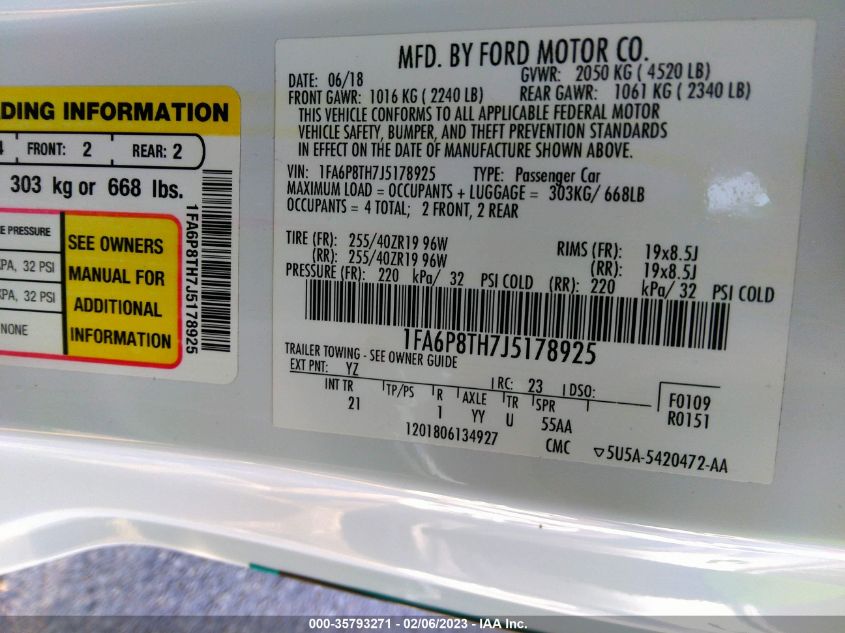 DING INFORMATION
FRONT: 2 REAR: 2
303 kg or 668 lbs.
E PRESSURE
KPA, 32 PSI
KPA, 32 PSI
NONE
SEE OWNERS
MANUAL FOR
ADDITIONAL
INFORMATION
1FA6P8TH7J5178925
MFD. BY FORD MOTOR CO.
DATE: 06/18 GVWR: 2050 KG ( 4520 LB)
FRONT GAWR: 1016 KG ( 2240 LB) REAR GAWR: 1061 KG ( 2340 LB)
THIS VEHICLE CONFORMS TO ALL APPLICABLE FEDERAL MOTOR
VEHICLE SAFETY, BUMPER, AND THEFT PREVENTION STANDARDS
IN EFFECT ON THE DATE OF MANUFACTURE SHOWN ABOVE.
VIN: 1FA6P8TH7J5178925 TYPE: Passenger Car
MAXIMUM LOAD = OCCUPANTS + LUGGAGE = 303KG/ 668LB
OCCUPANTS = 4 TOTAL; 2 FRONT, 2 REAR
TIRE (FR): 255/40ZR19 96W RIMS (FR): 19x8.5J
(RR): 255/40ZR19 96W (RR): 19x8.5J
PRESSURE (FR): 220 kPa/ 32 PSI COLD (RR): 220 kPa/ 32 PSI COLD
1FA6P8TH7J5178925
TRAILER TOWING - SEE OWNER GUIDE
EXT PNT: YZ RC: 23 DSO:
INT TR TP/PS R AXLE TR SPR
21 1 YY U 55AA
F0109
R0151
1201806134927 CMC ▽5U5A-5420472-AA
000-35793271 - 02/06/2023 - IAA Inc.